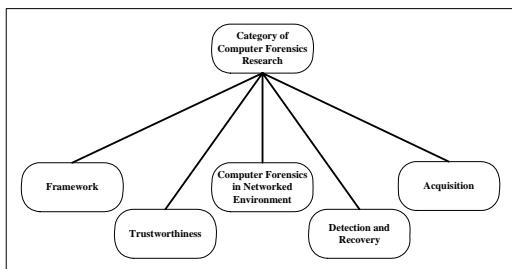 Category of
Computer Forensics
Research
Framework
Trustworthiness
Computer Forensics
in Networked
Environment
Detection and
Recovery
Acquisition